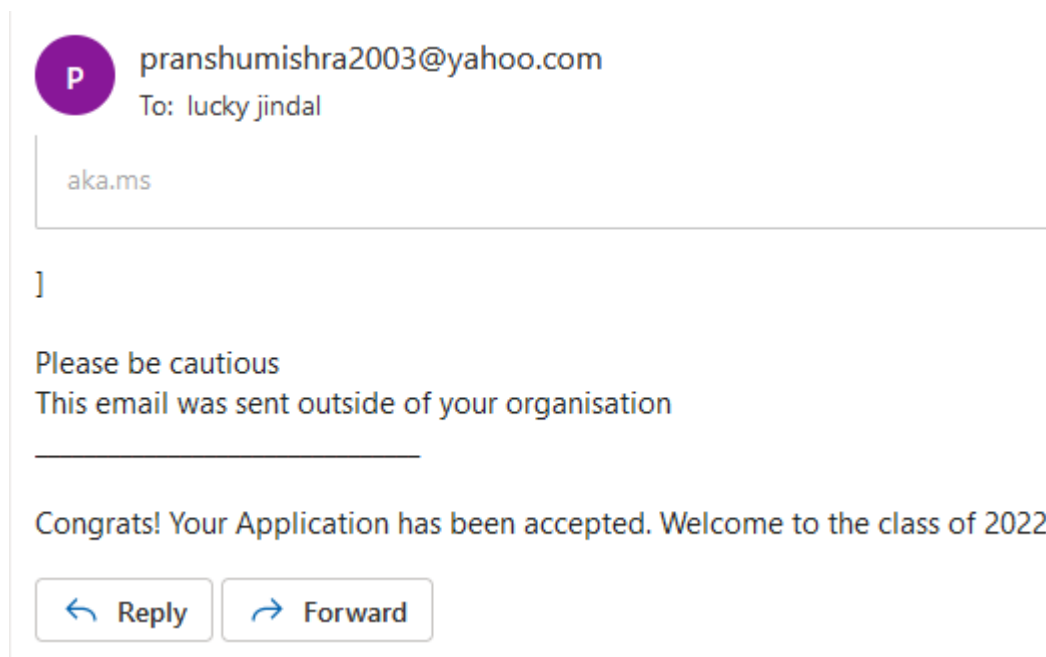 P
pranshumishra2003@yahoo.com
To: lucky jindal
aka.ms
]
Please be cautious
This email was sent outside of your organisation
________________________________
Congrats! Your Application has been accepted. Welcome to the class of 2022
Reply Forward